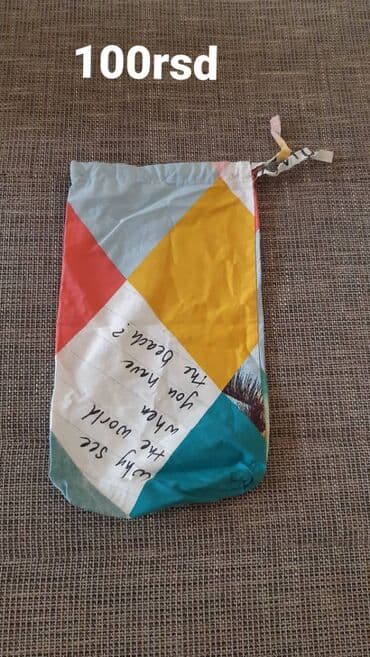 100rsd
why see
the world
when
you have
the beach?